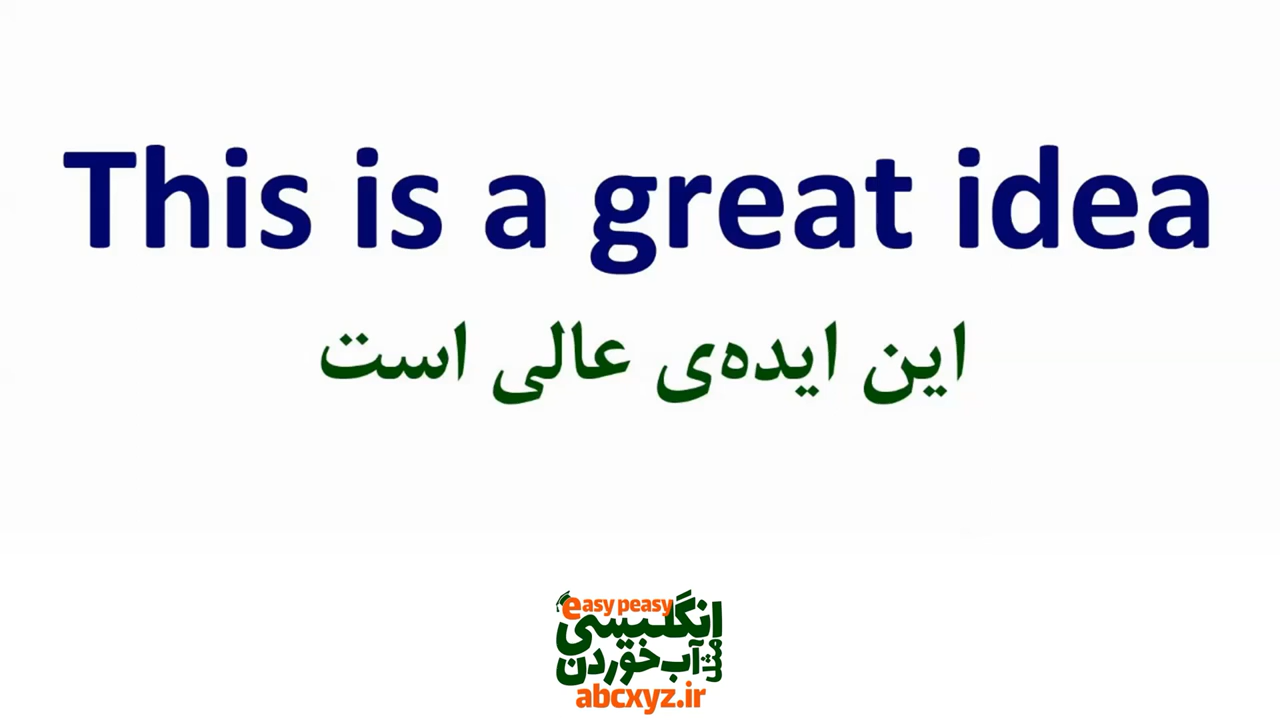 This is a great idea
این ایده‌ی عالی است
easy peasy
انگلیسی
مثل آب خوردن
abcxyz.ir